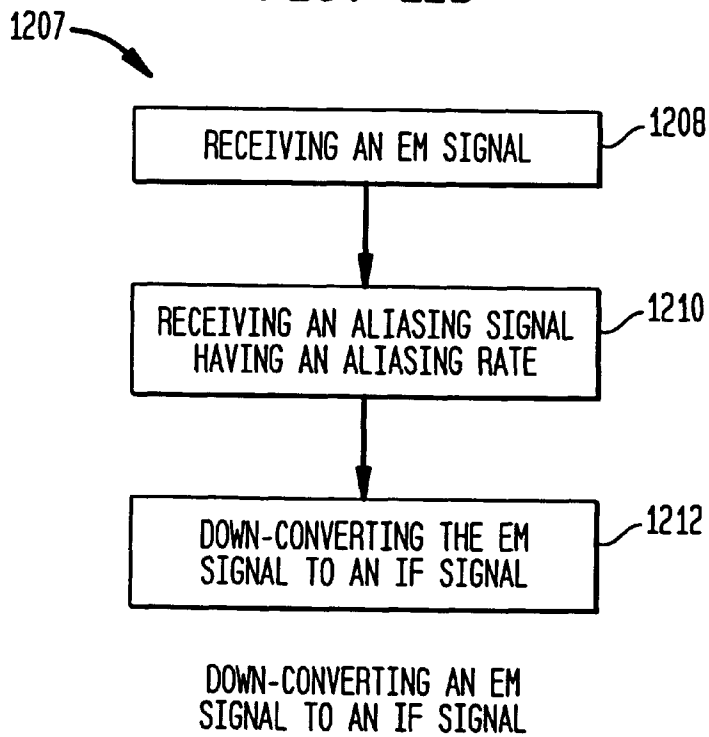 1207
RECEIVING AN EM SIGNAL
1208
RECEIVING AN ALIASING SIGNAL
HAVING AN ALIASING RATE
1210
DOWN-CONVERTING THE EM
SIGNAL TO AN IF SIGNAL
1212
DOWN-CONVERTING AN EM
SIGNAL TO AN IF SIGNAL